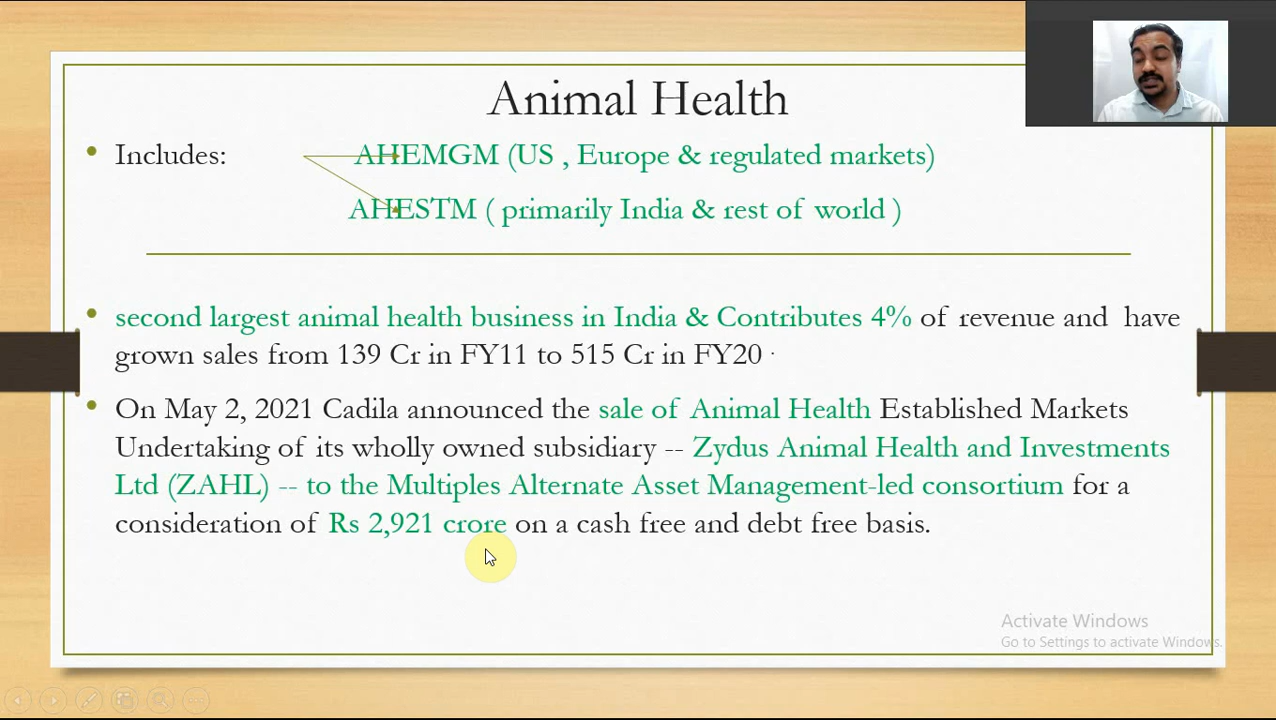 Animal Health
• Includes: AHEMGM (US , Europe & regulated markets)
AHESTM ( primarily India & rest of world )
• second largest animal health business in India & Contributes 4% of revenue and have
grown sales from 139 Cr in FY11 to 515 Cr in FY20 .
• On May 2, 2021 Cadila announced the sale of Animal Health Established Markets
Undertaking of its wholly owned subsidiary -- Zydus Animal Health and Investments
Ltd (ZAHL) -- to the Multiples Alternate Asset Management-led consortium for a
consideration of Rs 2,921 crore on a cash free and debt free basis.
Activate Windows
Go to Settings to activate Windows.